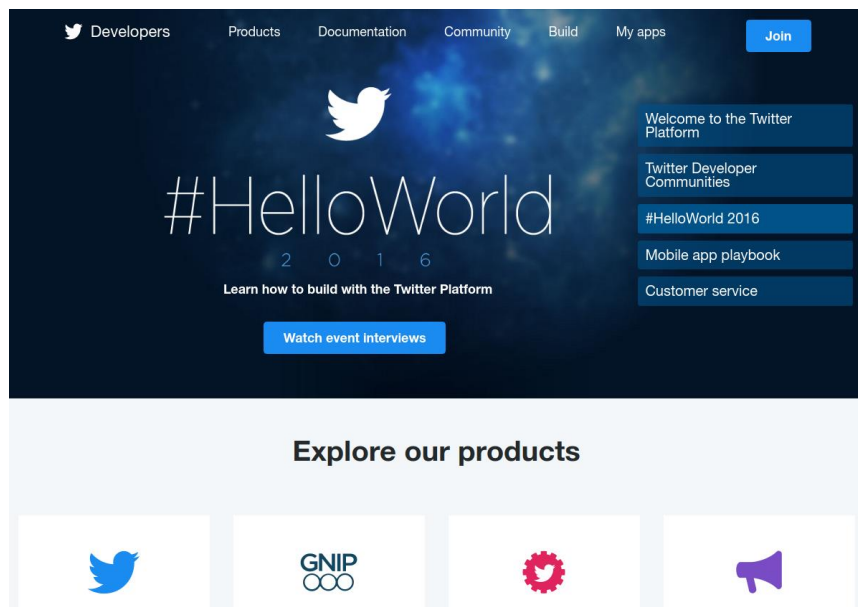 Developers Products Documentation Community Build My apps Join
#HelloWorld
2016
Learn how to build with the Twitter Platform
Watch event interviews
Welcome to the Twitter
Platform
Twitter Developer
Communities
#HelloWorld 2016
Mobile app playbook
Customer service
Explore our products
GNIP